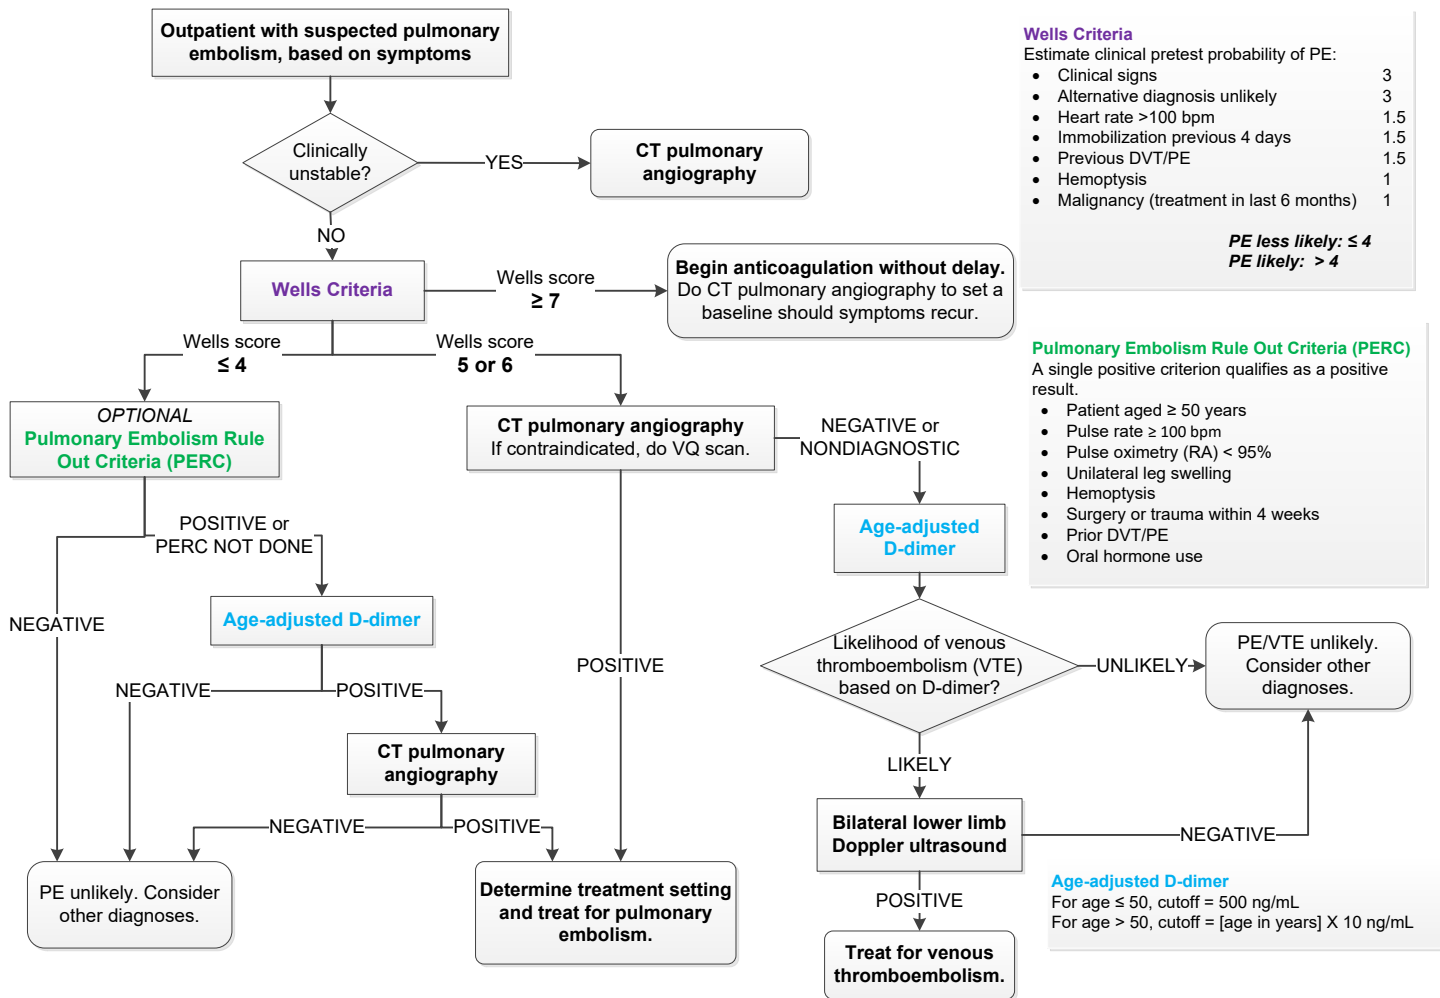 Outpatient with suspected pulmonary
embolism, based on symptoms
Clinically
unstable?
YES
CT pulmonary
angiography
NO
Wells Criteria
Wells score
≥ 7
Begin anticoagulation without delay.
Do CT pulmonary angiography to set a
baseline should symptoms recur.
Wells score
≤ 4
Wells score
5 or 6
OPTIONAL
Pulmonary Embolism Rule
Out Criteria (PERC)
CT pulmonary angiography
If contraindicated, do VQ scan.
NEGATIVE or
NONDIAGNOSTIC
POSITIVE or
PERC NOT DONE
NEGATIVE
Age-adjusted D-dimer
NEGATIVE
POSITIVE
CT pulmonary
angiography
NEGATIVE
POSITIVE
POSITIVE
PE unlikely. Consider
other diagnoses.
Determine treatment setting
and treat for pulmonary
embolism.
Age-adjusted
D-dimer
Likelihood of venous
thromboembolism (VTE)
based on D-dimer?
UNLIKELY
PE/VTE unlikely.
Consider other
diagnoses.
LIKELY
Bilateral lower limb
Doppler ultrasound
NEGATIVE
POSITIVE
Treat for venous
thromboembolism.
Wells Criteria
Estimate clinical pretest probability of PE:
• Clinical signs 3
• Alternative diagnosis unlikely 3
• Heart rate >100 bpm 1.5
• Immobilization previous 4 days 1.5
• Previous DVT/PE 1.5
• Hemoptysis 1
• Malignancy (treatment in last 6 months) 1
PE less likely: ≤ 4
PE likely: > 4
Pulmonary Embolism Rule Out Criteria (PERC)
A single positive criterion qualifies as a positive
result.
• Patient aged ≥ 50 years
• Pulse rate ≥ 100 bpm
• Pulse oximetry (RA) < 95%
• Unilateral leg swelling
• Hemoptysis
• Surgery or trauma within 4 weeks
• Prior DVT/PE
• Oral hormone use
Age-adjusted D-dimer
For age ≤ 50, cutoff = 500 ng/mL
For age > 50, cutoff = [age in years] X 10 ng/mL